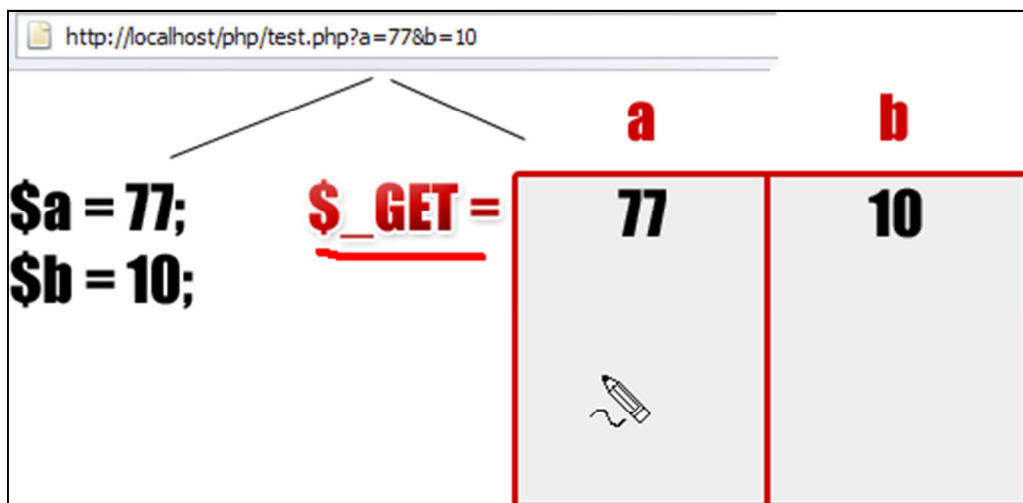 http://localhost/php/test.php?a=77&b=10
a b
$a = 77; $_GET = 77 10
$b = 10;